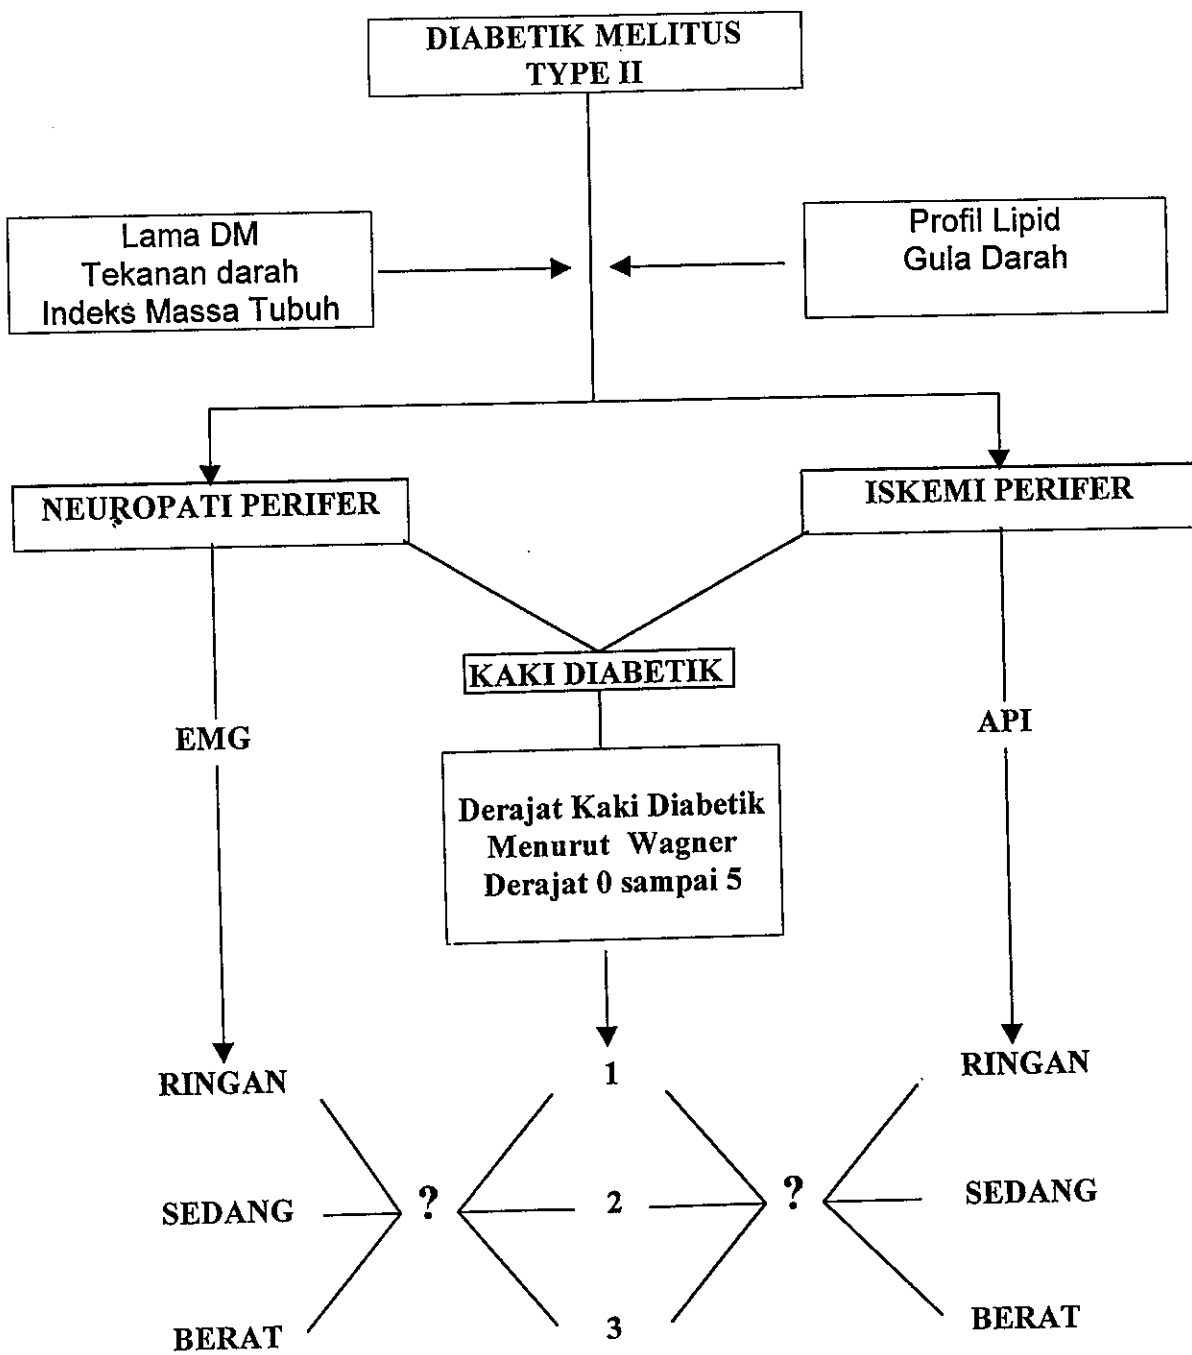 DIABETIK MELITUS
TYPE II
Lama DM
Tekanan darah
Indeks Massa Tubuh
Profil Lipid
Gula Darah
NEUROPATI PERIFER
ISKEMI PERIFER
KAKI DIABETIK
EMG
API
Derajat Kaki Diabetik
Menurut Wagner
Derajat 0 sampai 5
RINGAN
1
RINGAN
SEDANG
?
2
?
SEDANG
BERAT
3
BERAT